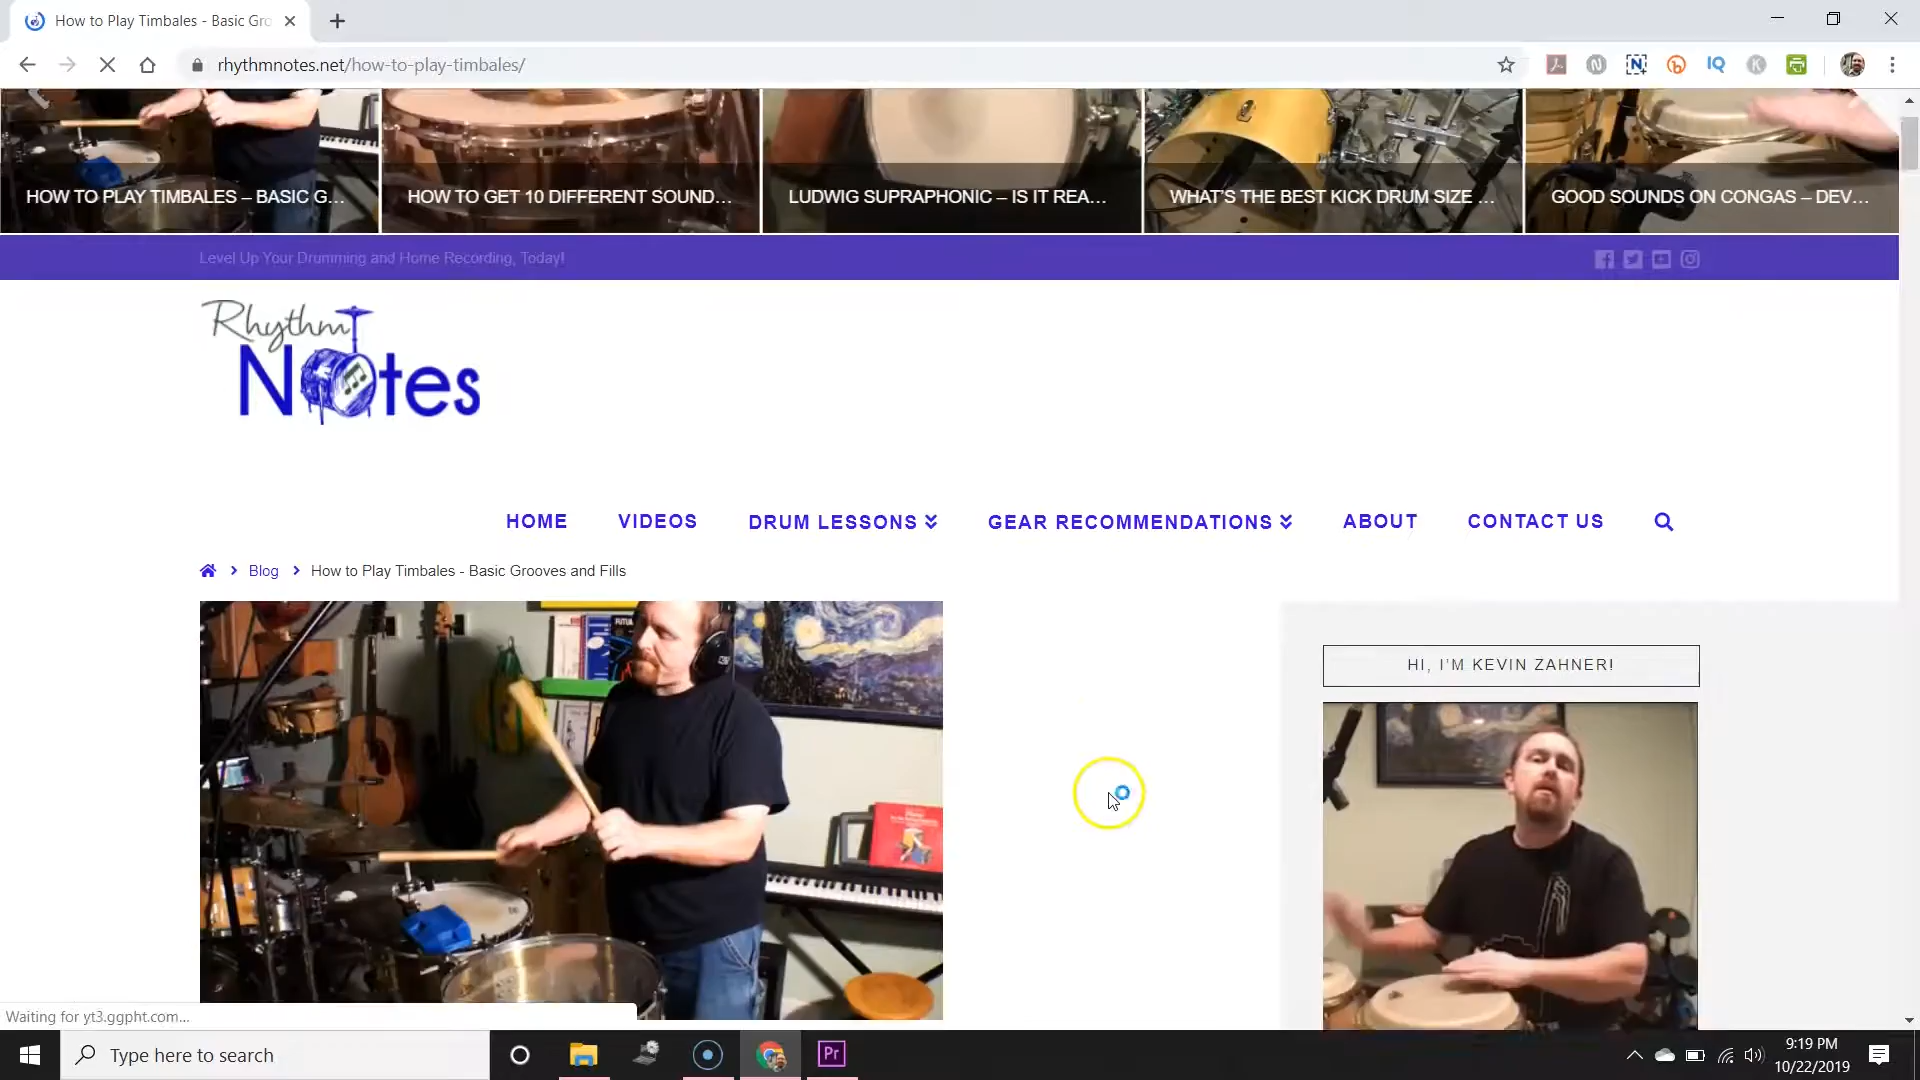 How to Play Timbales - Basic Gro
rhythmnotes.net/how-to-play-timbales/
HOW TO PLAY TIMBALES – BASIC G...
HOW TO GET 10 DIFFERENT SOUND...
LUDWIG SUPRAPHONIC – IS IT REA...
WHAT'S THE BEST KICK DRUM SIZE ...
GOOD SOUNDS ON CONGAS – DEV...
Level Up Your Drumming and Home Recording, Today!
Rhythm
Notes
HOME VIDEOS DRUM LESSONS GEAR RECOMMENDATIONS ABOUT CONTACT US
Blog How to Play Timbales - Basic Grooves and Fills
HI, I'M KEVIN ZAHNER!
Waiting for yt3.ggpht.com...
Type here to search
Pr
9:19 PM
10/22/2019